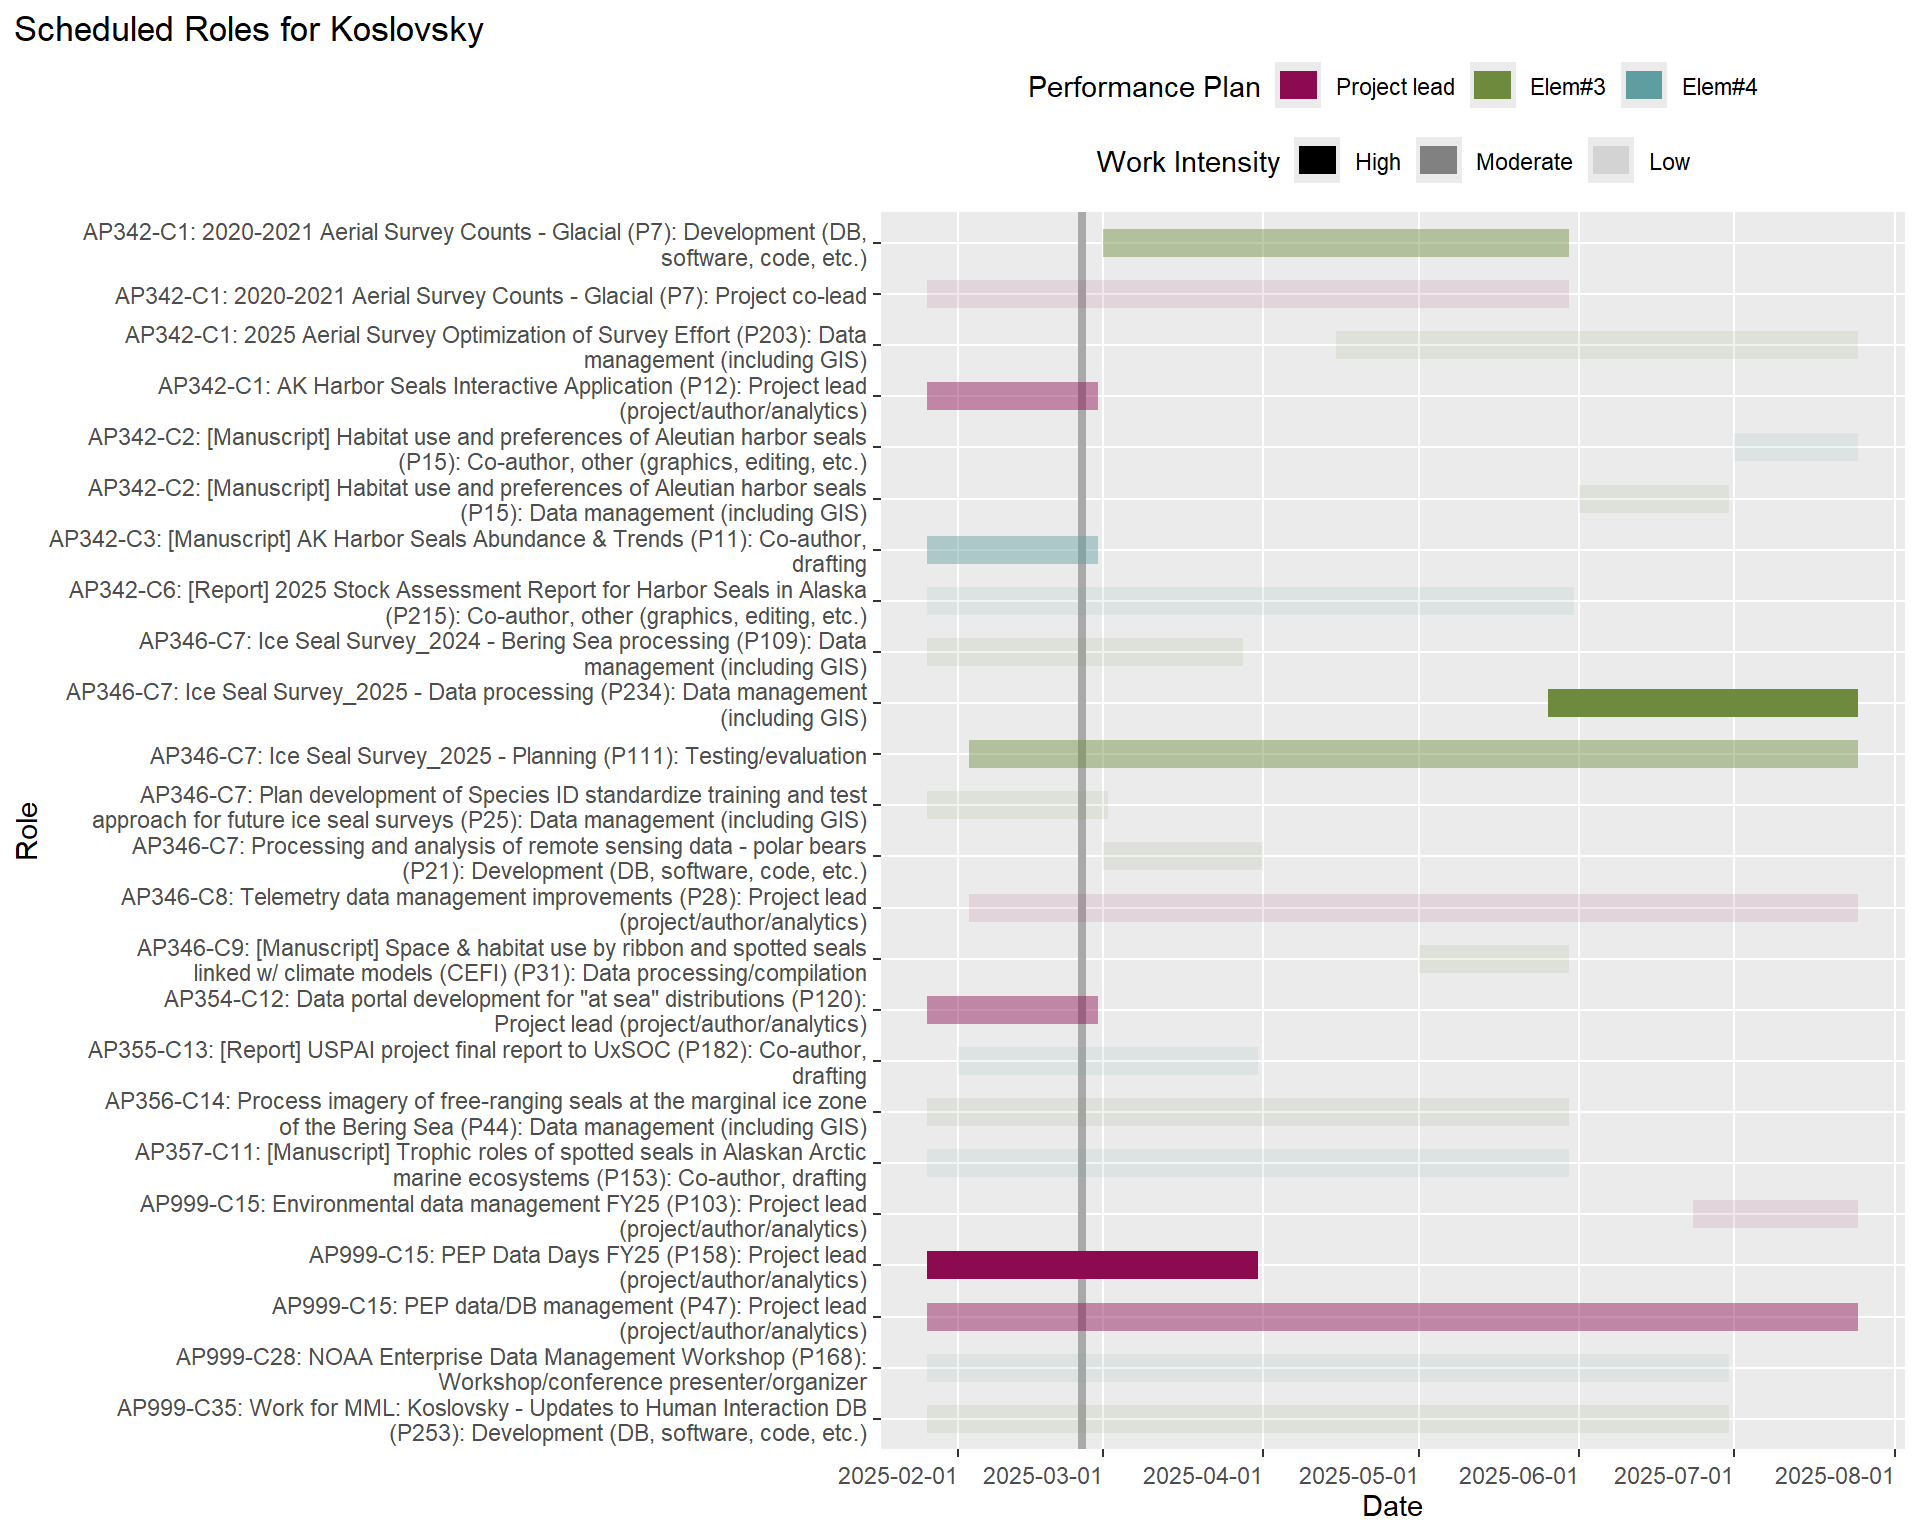 Scheduled Roles for Koslovsky
Performance Plan Project lead Elem#3 Elem#4
Work Intensity High Moderate Low
AP342-C1: 2020-2021 Aerial Survey Counts - Glacial (P7): Development (DB,
software, code, etc.)
AP342-C1: 2020-2021 Aerial Survey Counts - Glacial (P7): Project co-lead
AP342-C1: 2025 Aerial Survey Optimization of Survey Effort (P203): Data
management (including GIS)
AP342-C1: AK Harbor Seals Interactive Application (P12): Project lead
(project/author/analytics)
AP342-C2: [Manuscript] Habitat use and preferences of Aleutian harbor seals
(P15): Co-author, other (graphics, editing, etc.)
AP342-C2: [Manuscript] Habitat use and preferences of Aleutian harbor seals
(P15): Data management (including GIS)
AP342-C3: [Manuscript] AK Harbor Seals Abundance & Trends (P11): Co-author,
drafting
AP342-C6: [Report] 2025 Stock Assessment Report for Harbor Seals in Alaska
(P215): Co-author, other (graphics, editing, etc.)
AP346-C7: Ice Seal Survey_2024 - Bering Sea processing (P109): Data
management (including GIS)
AP346-C7: Ice Seal Survey_2025 - Data processing (P234): Data management
(including GIS)
AP346-C7: Ice Seal Survey_2025 - Planning (P111): Testing/evaluation
AP346-C7: Plan development of Species ID standardize training and test
approach for future ice seal surveys (P25): Data management (including GIS)
AP346-C7: Processing and analysis of remote sensing data - polar bears
(P21): Development (DB, software, code, etc.)
AP346-C8: Telemetry data management improvements (P28): Project lead
(project/author/analytics)
AP346-C9: [Manuscript] Space & habitat use by ribbon and spotted seals
linked w/ climate models (CEFI) (P31): Data processing/compilation
AP354-C12: Data portal development for "at sea" distributions (P120):
Project lead (project/author/analytics)
AP355-C13: [Report] USPAI project final report to UxSOC (P182): Co-author,
drafting
AP356-C14: Process imagery of free-ranging seals at the marginal ice zone
of the Bering Sea (P44): Data management (including GIS)
AP357-C11: [Manuscript] Trophic roles of spotted seals in Alaskan Arctic
marine ecosystems (P153): Co-author, drafting
AP999-C15: Environmental data management FY25 (P103): Project lead
(project/author/analytics)
AP999-C15: PEP Data Days FY25 (P158): Project lead
(project/author/analytics)
AP999-C15: PEP data/DB management (P47): Project lead
(project/author/analytics)
AP999-C28: NOAA Enterprise Data Management Workshop (P168):
Workshop/conference presenter/organizer
AP999-C35: Work for MML: Koslovsky - Updates to Human Interaction DB
(P253): Development (DB, software, code, etc.)
Role
2025-02-01 2025-03-01 2025-04-01 2025-05-01 2025-06-01 2025-07-01 2025-08-01
Date